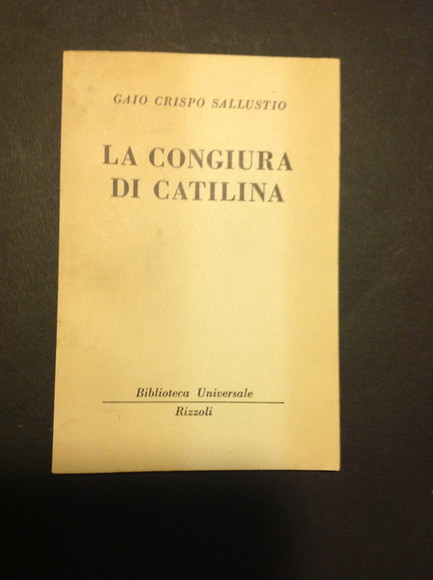 GAIO CRISPO SALLUSTIO
LA CONGIURA
DI CATILINA
Biblioteca Universale
Rizzoli